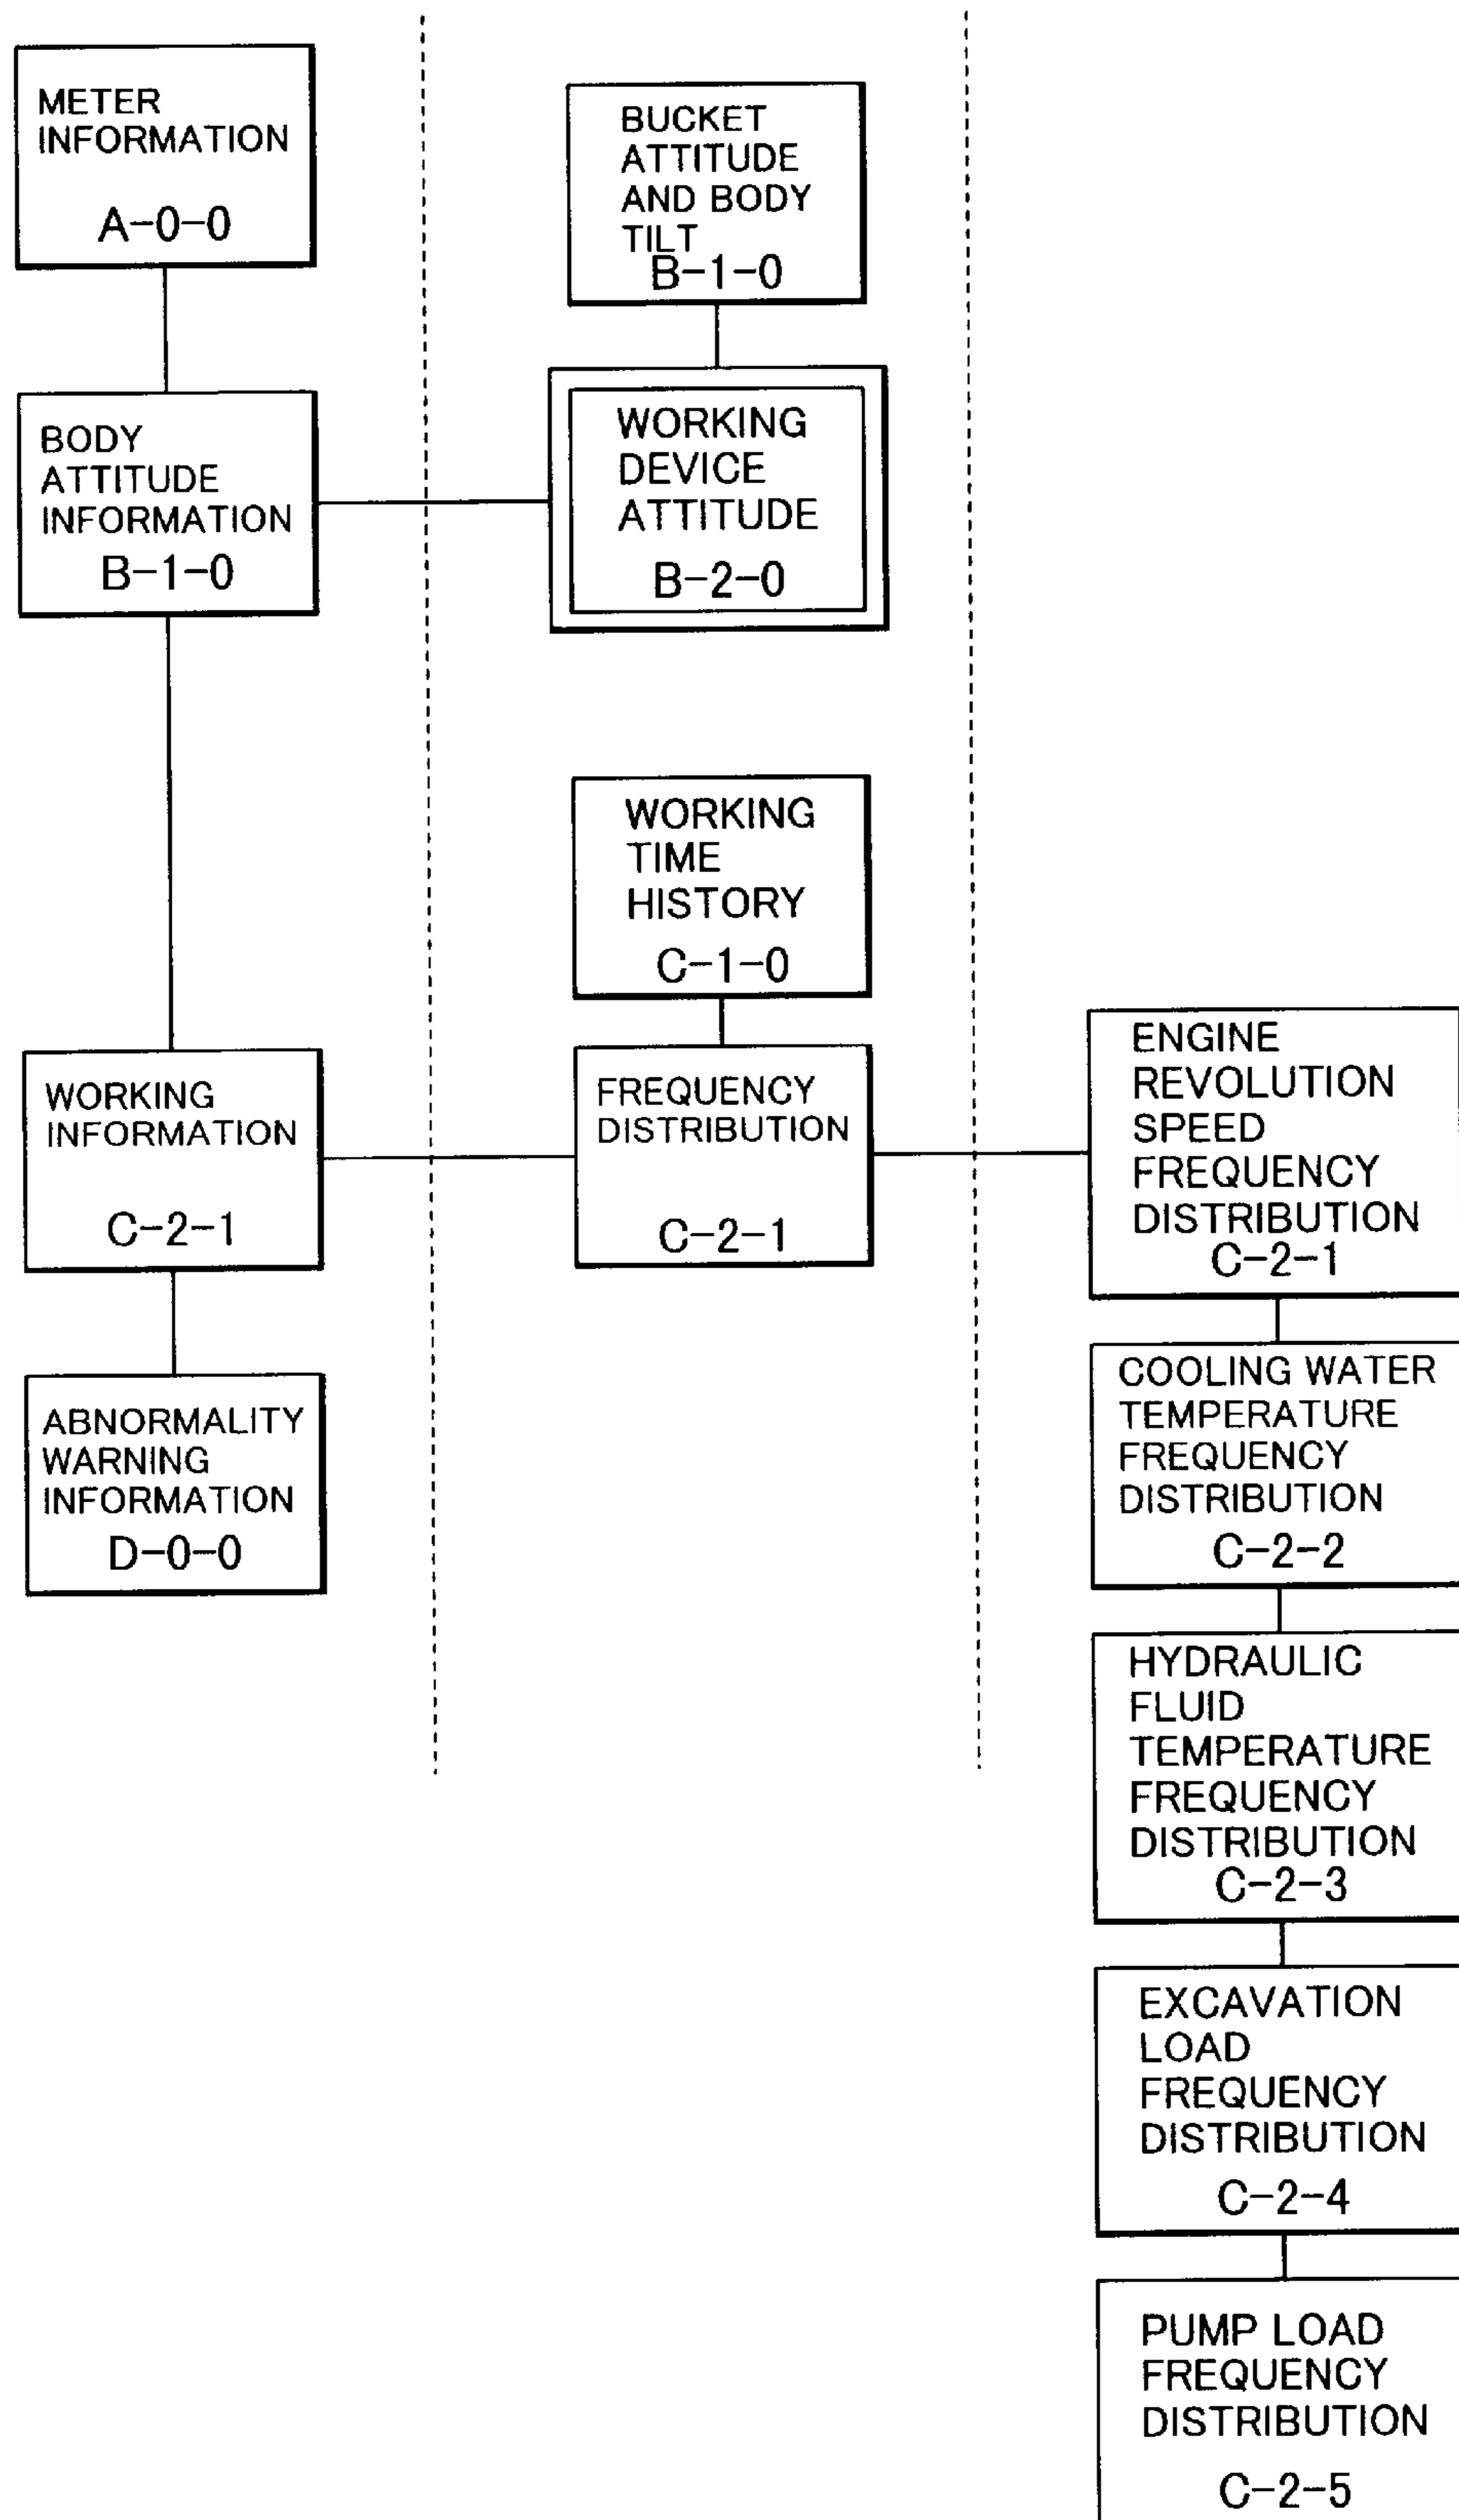 METER
INFORMATION
A-0-0
BODY
ATTITUDE
INFORMATION
B-1-0
WORKING
INFORMATION
C-2-1
ABNORMALITY
WARNING
INFORMATION
D-0-0
BUCKET
ATTITUDE
AND BODY
TILT
B-1-0
WORKING
DEVICE
ATTITUDE
B-2-0
WORKING
TIME
HISTORY
C-1-0
FREQUENCY
DISTRIBUTION
C-2-1
ENGINE
REVOLUTION
SPEED
FREQUENCY
DISTRIBUTION
C-2-1
COOLING WATER
TEMPERATURE
FREQUENCY
DISTRIBUTION
C-2-2
HYDRAULIC
FLUID
TEMPERATURE
FREQUENCY
DISTRIBUTION
C-2-3
EXCAVATION
LOAD
FREQUENCY
DISTRIBUTION
C-2-4
PUMP LOAD
FREQUENCY
DISTRIBUTION
C-2-5